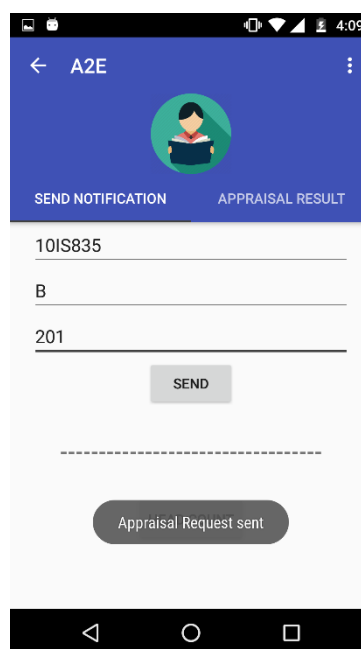 4:09
A2E
SEND NOTIFICATION APPRAISAL RESULT
10IS835
B
201
SEND
----------------------------------
Appraisal Request sent